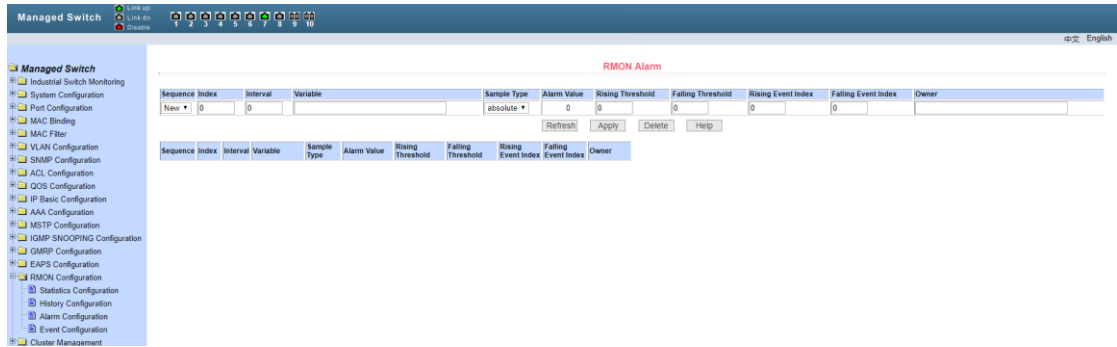 Link up
Managed Switch
Link dn
Disable
1 2 3 4 5 6 7 8 9 10
中文 English
Managed Switch
Industrial Switch Monitoring
System Configuration
Port Configuration
MAC Binding
MAC Filter
VLAN Configuration
SNMP Configuration
ACL Configuration
QOS Configuration
IP Basic Configuration
AAA Configuration
MSTP Configuration
IGMP SNOOPING Configuration
GMRP Configuration
EAPS Configuration
RMON Configuration
Statistics Configuration
History Configuration
Alarm Configuration
Event Configuration
Cluster Management
RMON Alarm
Sequence Index Interval Variable Sample Type Alarm Value Rising Threshold Falling Threshold Rising Event Index Falling Event Index Owner
New 0 0 absolute 0 0 0 0 0
Refresh Apply Delete Help
Sequence Index Interval Variable Sample Type Alarm Value Rising Threshold Falling Threshold Rising Event Index Falling Event Index Owner